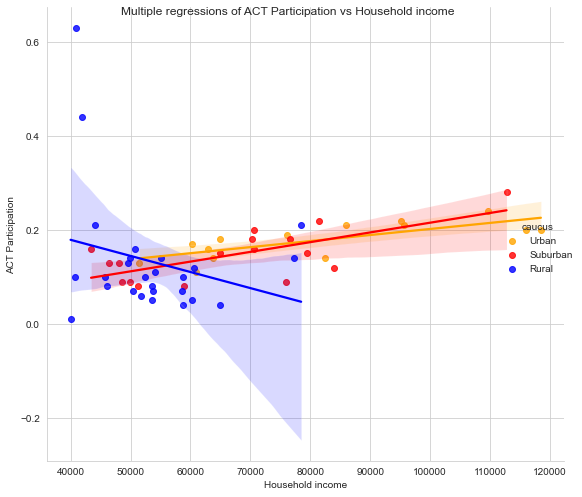 Multiple regressions of ACT Participation vs Household income
0.6
0.4
0.2
0.0
−0.2
ACT Participation
caucus
Urban
Suburban
Rural
40000 50000 60000 70000 80000 90000 100000 110000 120000
Household income